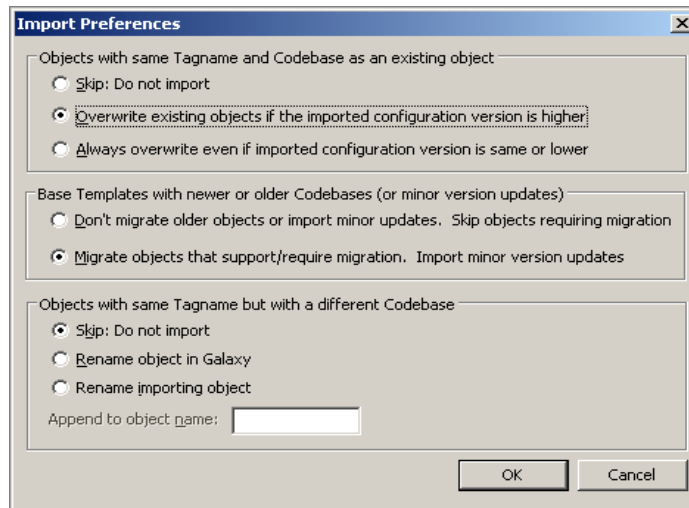 Import Preferences
Objects with same Tagname and Codebase as an existing object
Skip: Do not import
Overwrite existing objects if the imported configuration version is higher
Always overwrite even if imported configuration version is same or lower
Base Templates with newer or older Codebases (or minor version updates)
Don't migrate older objects or import minor updates. Skip objects requiring migration
Migrate objects that support/require migration. Import minor version updates
Objects with same Tagname but with a different Codebase
Skip: Do not import
Rename object in Galaxy
Rename importing object
Append to object name:
OK Cancel